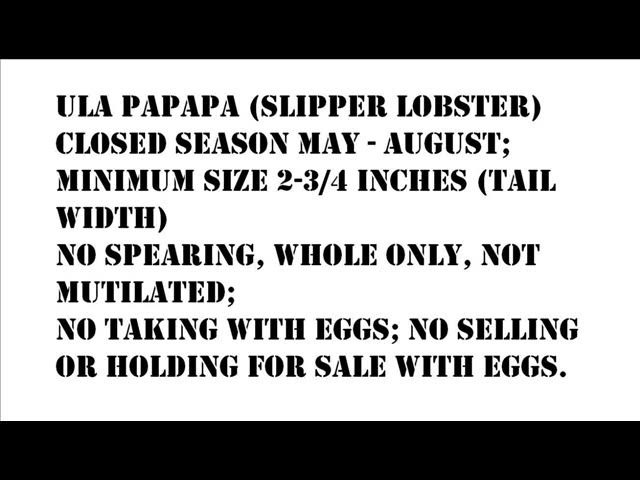 ULA PAPAPA (SLIPPER LOBSTER)
CLOSED SEASON MAY - AUGUST;
MINIMUM SIZE 2-3/4 INCHES (TAIL
WIDTH)
NO SPEARING, WHOLE ONLY, NOT
MUTILATED;
NO TAKING WITH EGGS; NO SELLING
OR HOLDING FOR SALE WITH EGGS.